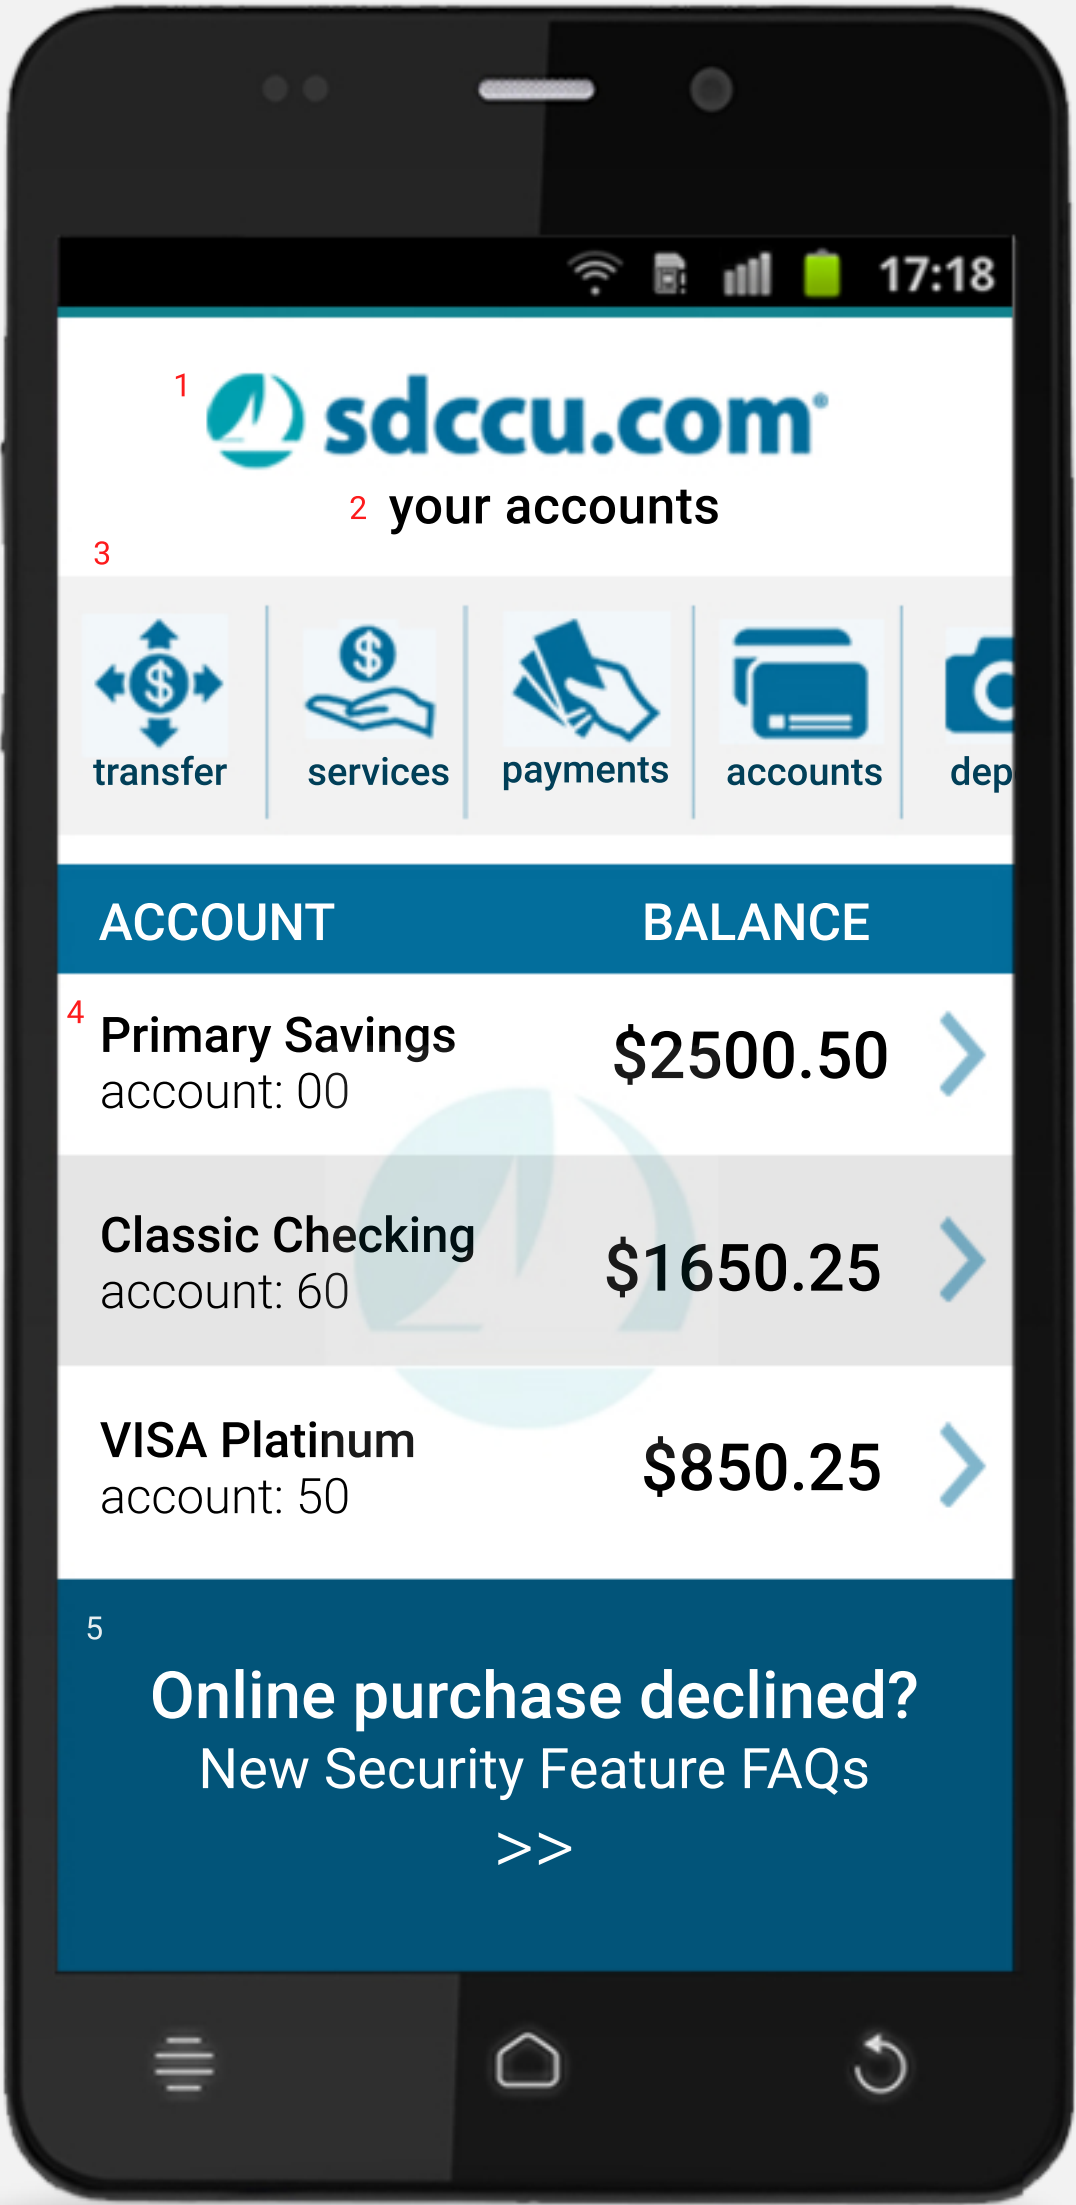 17:18
1 sdccu.com®
2 your accounts
3
transfer services payments accounts dep
ACCOUNT BALANCE
4 Primary Savings $2500.50
account: 00
Classic Checking $1650.25
account: 60
VISA Platinum $850.25
account: 50
5
Online purchase declined?
New Security Feature FAQs
>>